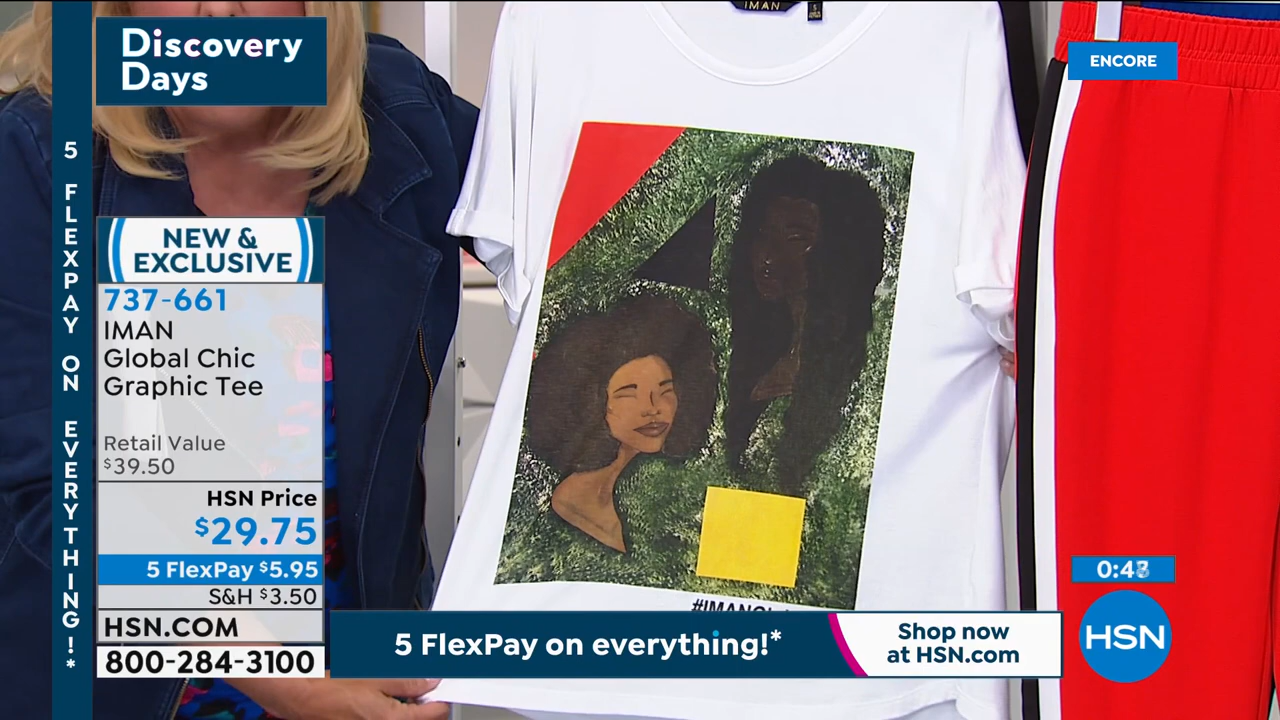 Discovery
Days
5 FLEXPAY ON EVERYTHING!*
NEW &
EXCLUSIVE
737-661
IMAN
Global Chic
Graphic Tee
Retail Value
$39.50
HSN Price
$29.75
5 FlexPay $5.95
S&H $3.50
HSN.COM
800-284-3100
IMAN
S
ENCORE
5 FlexPay on everything!*
Shop now
at HSN.com
HSN